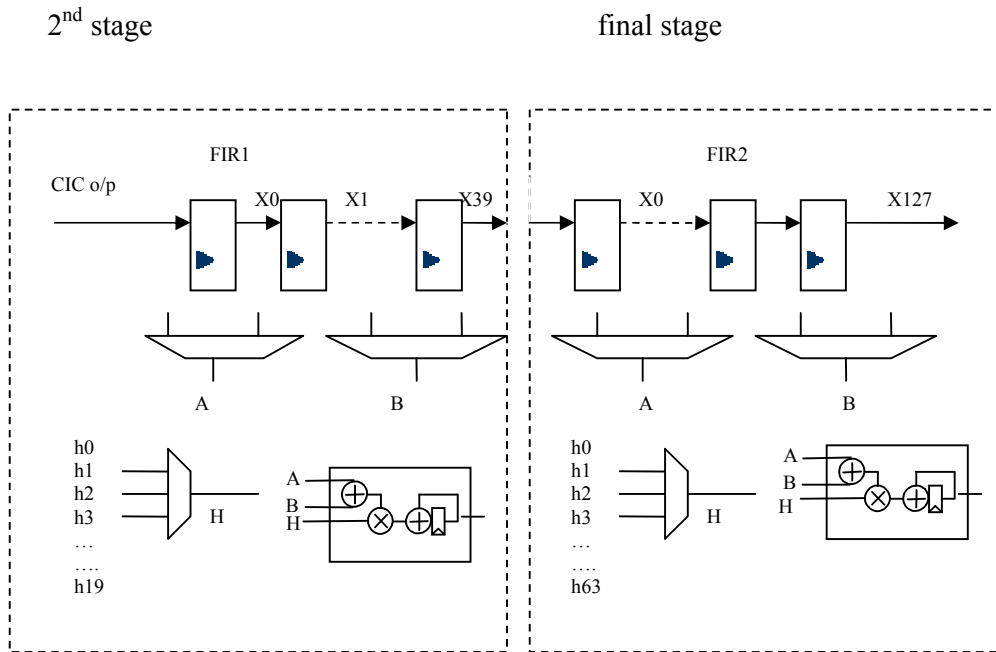 2nd stage
final stage
FIR1
FIR2
CIC o/p
X0
X1
X39
X0
X127
A
B
A
B
h0
h1
h2
h3
…
….
h19
H
A
B
H
h0
h1
h2
h3
…
….
h63
H
A
B
H